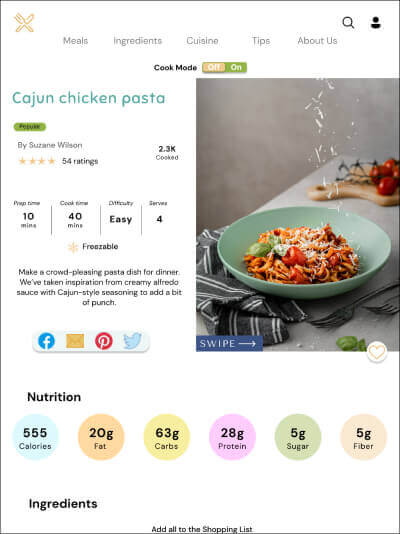 Meals Ingredients Cuisine Tips About Us
Cook Mode Off On
Cajun chicken pasta
Popular
By Suzane Wilson
54 ratings
2.3K
Cooked
Prep time Cook time Difficulty Serves
10 40 Easy 4
mins mins
Freezable
Make a crowd-pleasing pasta dish for dinner.
We've taken inspiration from creamy alfredo
sauce with Cajun-style seasoning to add a bit
of punch.
SWIPE
Nutrition
555 20g 63g 28g 5g 5g
Calories Fat Carbs Protein Sugar Fiber
Ingredients
Add all to the Shopping List